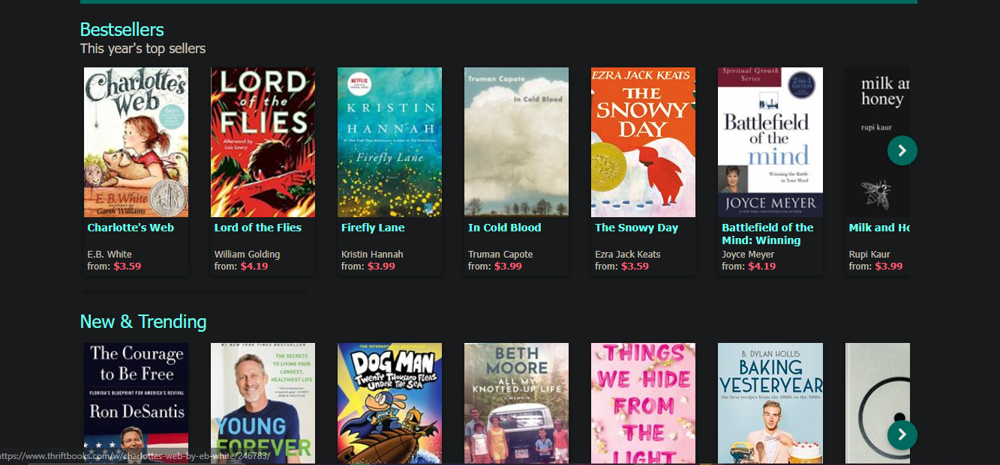 Bestsellers
This year's top sellers
Charlotte's
Web
60th
E.B. White
PICTURES BY
Garth Williams
LORD
of the
FLIES
Afterword by
Lois Lowry
NETFLIX
KRISTIN
HANNAH
Firefly Lane
a Novel
Truman Capote
In Cold Blood
EZRA JACK KEATS
THE
SNOWY
DAY
Spiritual Growth
Series
2-in-1
EDITION
Battlefield
of the
mind
Winning the Battle
in Your Mind
JOYCE MEYER
milk an
honey
rupi kaur
Charlotte's Web
E.B. White
from: $3.59
Lord of the Flies
William Golding
from: $4.19
Firefly Lane
Kristin Hannah
from: $3.99
In Cold Blood
Truman Capote
from: $3.99
The Snowy Day
Ezra Jack Keats
from: $3.59
Battlefield of the
Mind: Winning
Joyce Meyer
from: $4.19
Milk and Ho
Rupi Kaur
from: $3.99
New & Trending
The Courage
to Be Free
FLORIDA'S BLUEPRINT FOR AMERICA'S REVIVAL
Ron DeSantis
#1 NEW YORK TIMES BESTSELLER
THE SECRETS
TO LIVING YOUR
LONGEST,
HEALTHIEST LIFE
YOUNG
FOREVER
THE INTERNATIONAL BESTSELLER
DOG MAN
TWENTY THOUSAND FLEAS
UNDER THE SEA
BETH
MOORE
ALL MY
KNOTTED-UP LIFE
A MEMOIR
THINGS
WE HIDE
FROM
THE
LIGHT
B. DYLAN HOLLIS
BAKING
YESTERYEAR
the best recipes from the 1900s to the 1980s
https://www.thriftbooks.com/w/charlottes-web-by-eb-white/246783/